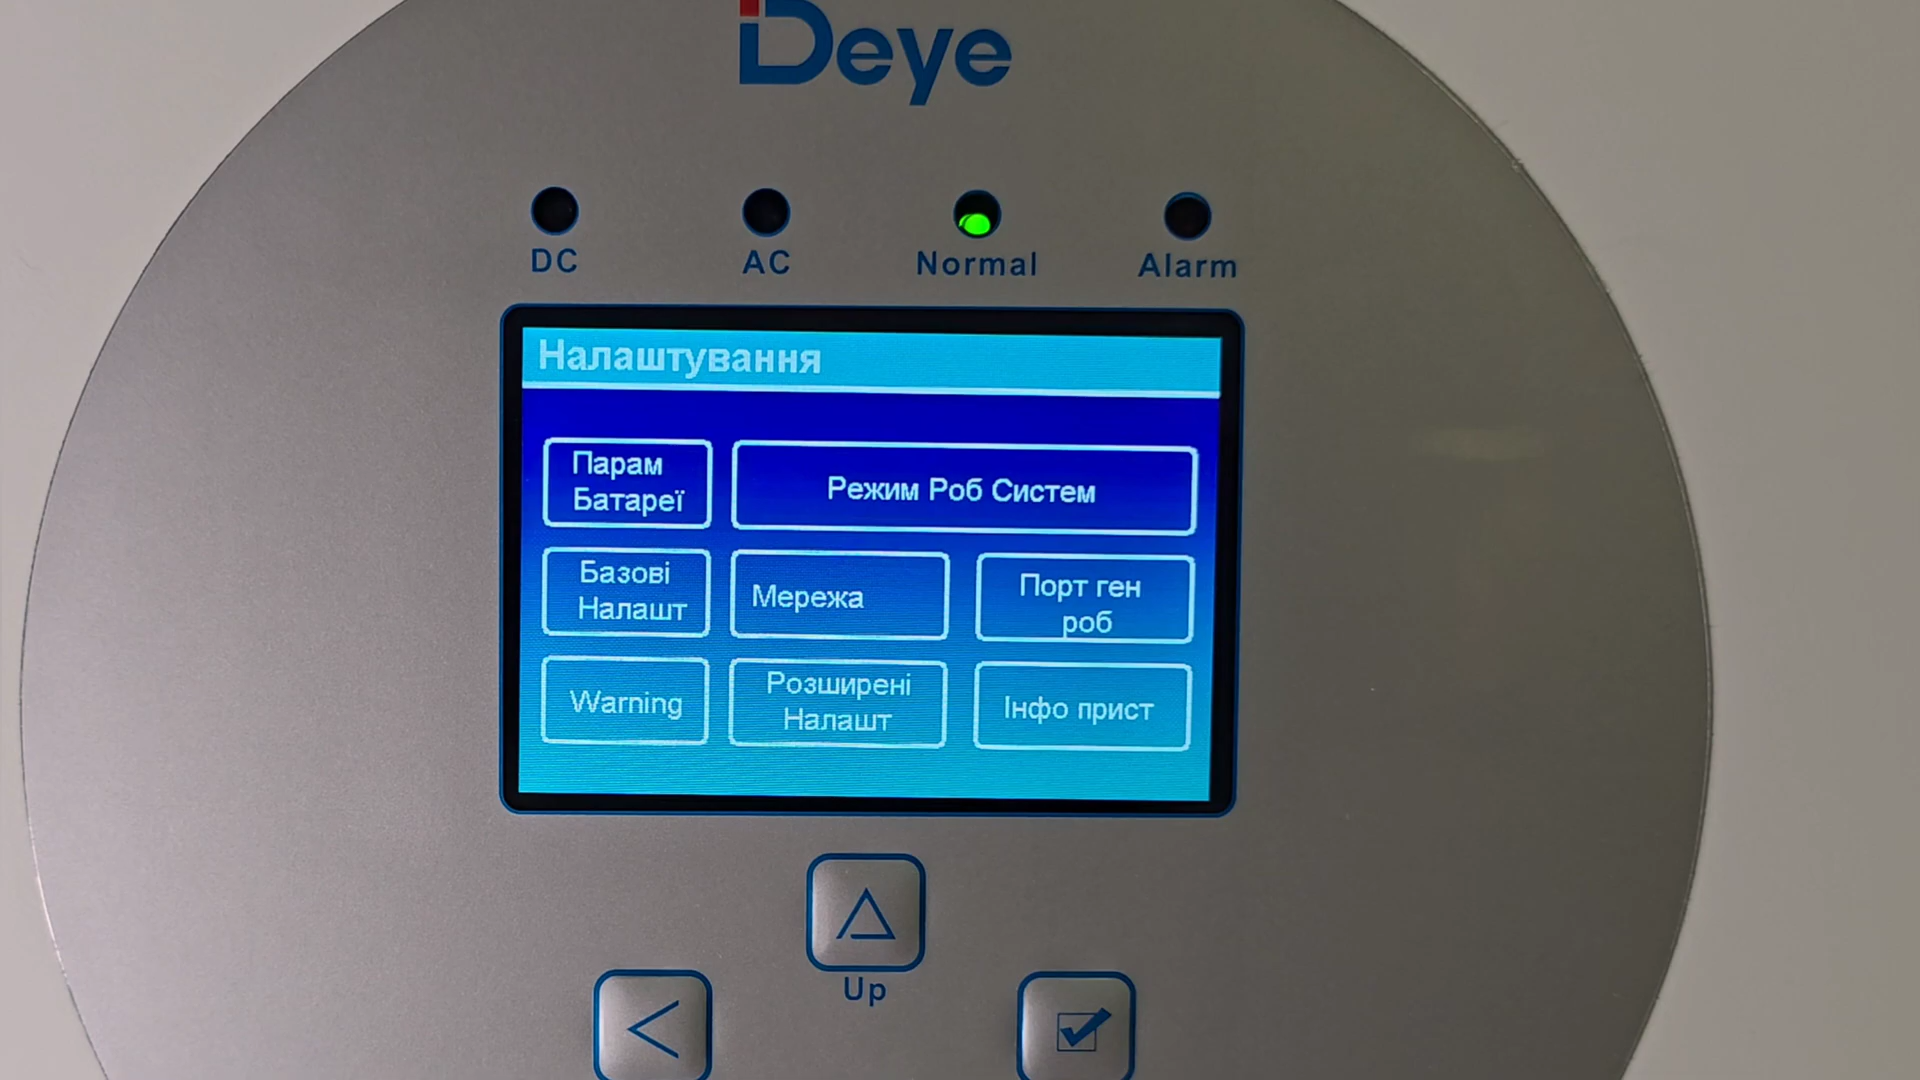 Deye
DC AC Normal Alarm
Налаштування
Парам
Батареї
Режим Роб Систем
Базові
Налашт
Мережа
Порт ген
роб
Warning
Розширені
Налашт
Інфо прист
Up